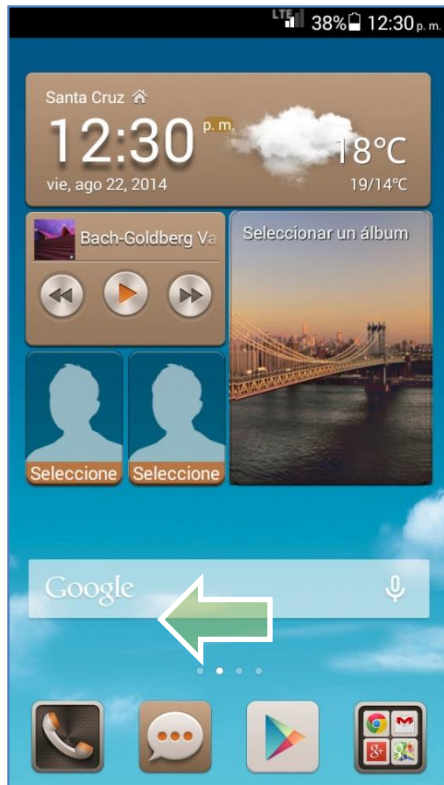 LTE 38% 12:30 p. m.
Santa Cruz
12:30 p. m.
18°C
vie, ago 22, 2014
19/14°C
Bach-Goldberg Va
Seleccionar un álbum
Seleccione
Seleccione
Google
8+